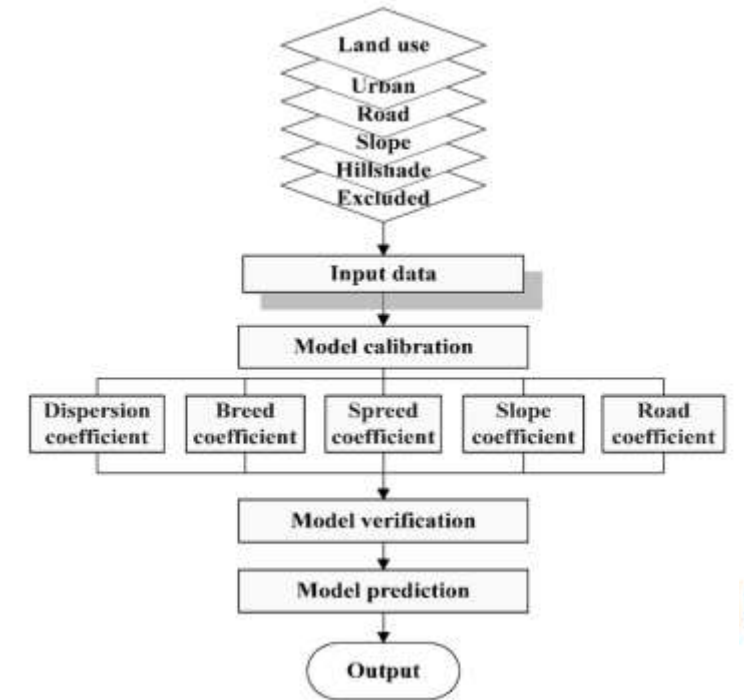 Land use
Urban
Road
Slope
Hillshade
Excluded
Input data
Model calibration
Dispersion
coefficient
Breed
coefficient
Spreed
coefficient
Slope
coefficient
Road
coefficient
Model verification
Model prediction
Output